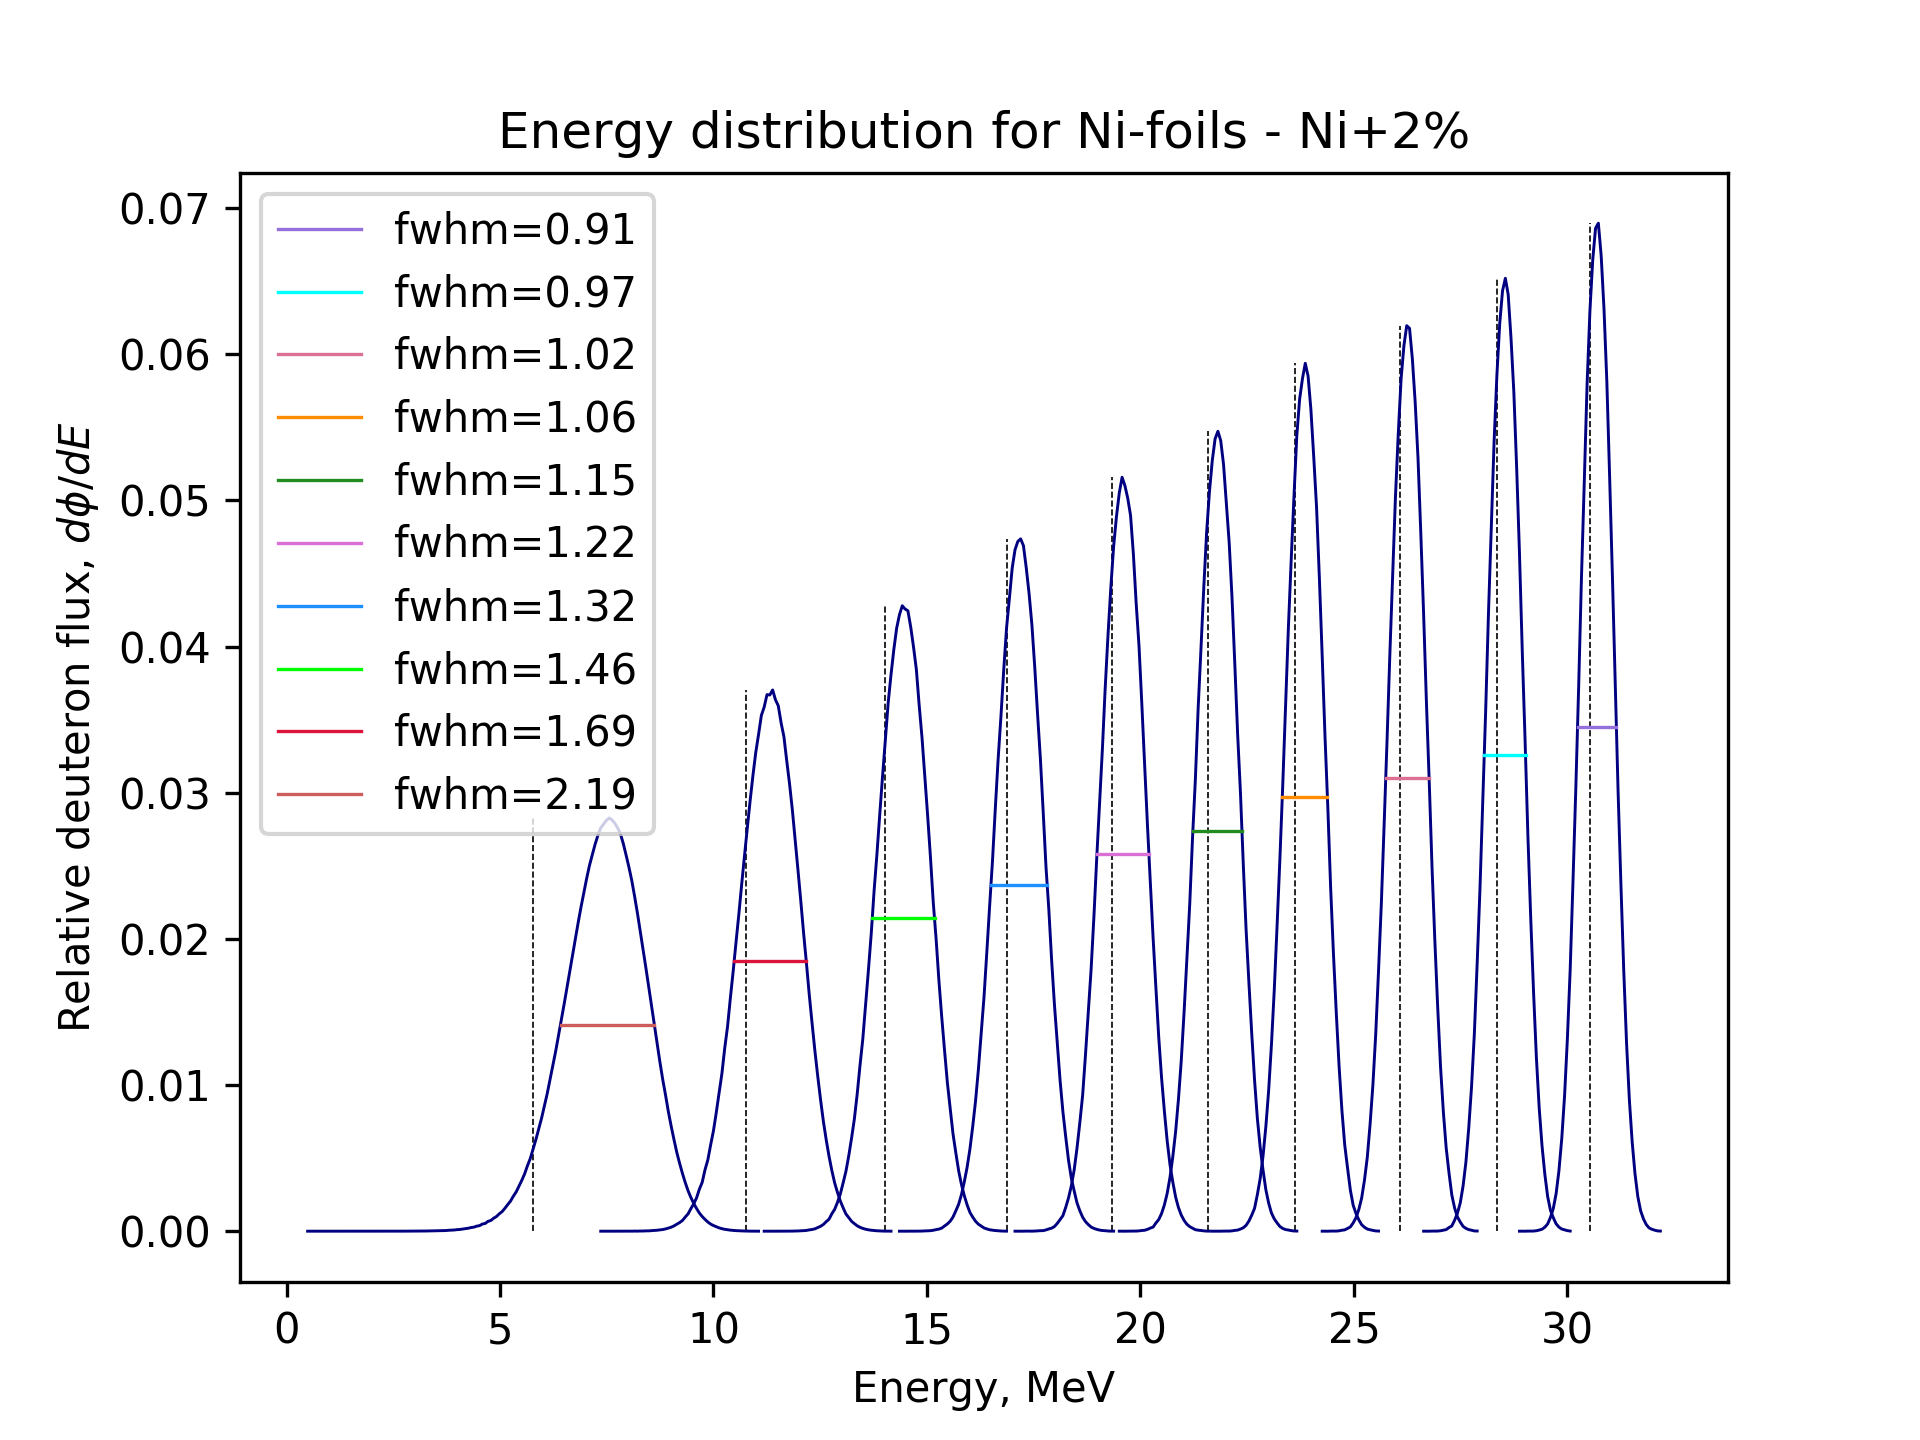 Energy distribution for Ni-foils - Ni+2%
0.07
0.06
0.05
0.04
0.03
0.02
0.01
0.00
Relative deuteron flux, dϕ/dE
fwhm=0.91
fwhm=0.97
fwhm=1.02
fwhm=1.06
fwhm=1.15
fwhm=1.22
fwhm=1.32
fwhm=1.46
fwhm=1.69
fwhm=2.19
0 5 10 15 20 25 30
Energy, MeV